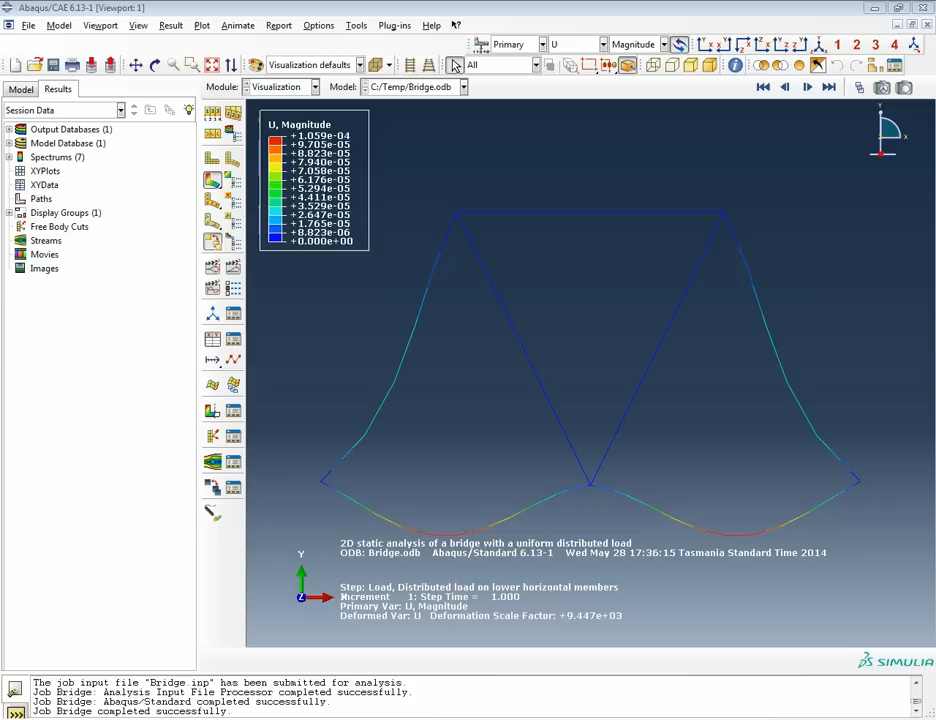 Abaqus/CAE 6.13-1 [Viewport: 1]
File Model Viewport View Result Plot Animate Report Options Tools Plug-ins Help
Primary U Magnitude 1 2 3 4
Visualization defaults All
Model Results Module: Visualization Model: C:/Temp/Bridge.odb
Session Data
Output Databases (1)
Model Database (1)
Spectrums (7)
XYPlots
XYData
Paths
Display Groups (1)
Free Body Cuts
Streams
Movies
Images
U, Magnitude
+1.059e-04
+9.705e-05
+8.823e-05
+7.940e-05
+7.058e-05
+6.176e-05
+5.294e-05
+4.411e-05
+3.529e-05
+2.647e-05
+1.765e-05
+8.823e-06
+0.000e+00
Y
X
2D static analysis of a bridge with a uniform distributed load
ODB: Bridge.odb Abaqus/Standard 6.13-1 Wed May 28 17:36:15 Tasmania Standard Time 2014
Y
Z
X
Step: Load, Distributed load on lower horizontal members
Increment 1: Step Time = 1.000
Primary Var: U, Magnitude
Deformed Var: U Deformation Scale Factor: +9.447e+03
SIMULIA
The job input file "Bridge.inp" has been submitted for analysis.
Job Bridge: Analysis Input File Processor completed successfully.
Job Bridge: Abaqus/Standard completed successfully.
Job Bridge completed successfully.
>>>